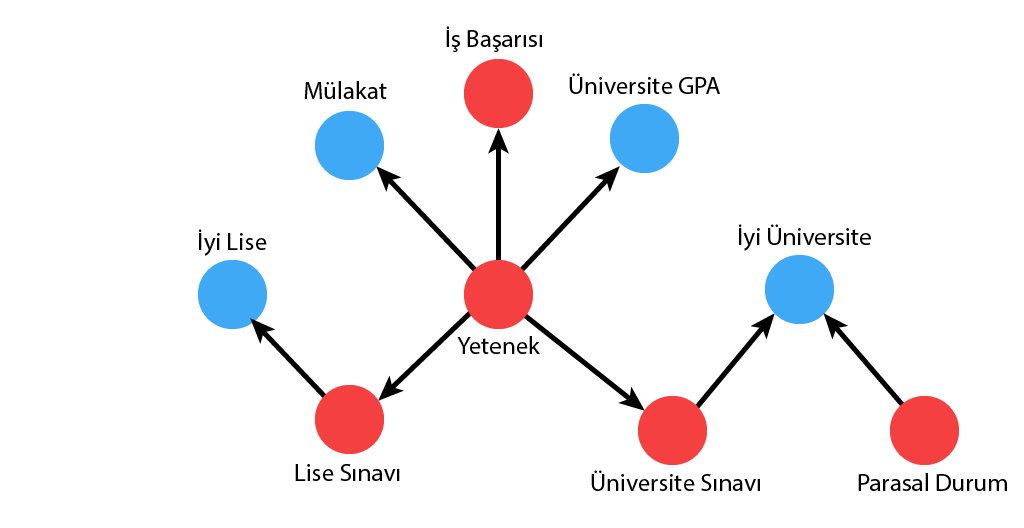 İş Başarısı
Mülakat
Üniversite GPA
İyi Lise
İyi Üniversite
Yetenek
Lise Sınavı
Üniversite Sınavı
Parasal Durum